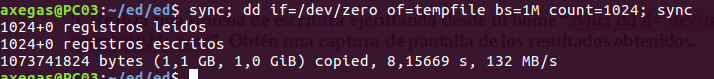 axegas@PC03:~/ed/ed$ sync; dd if=/dev/zero of=tempfile bs=1M count=1024; sync
1024+0 registros leídos
1024+0 registros escritos
1073741824 bytes (1,1 GB, 1,0 GiB) copied, 8,15669 s, 132 MB/s
axegas@PC03:~/ed/ed$